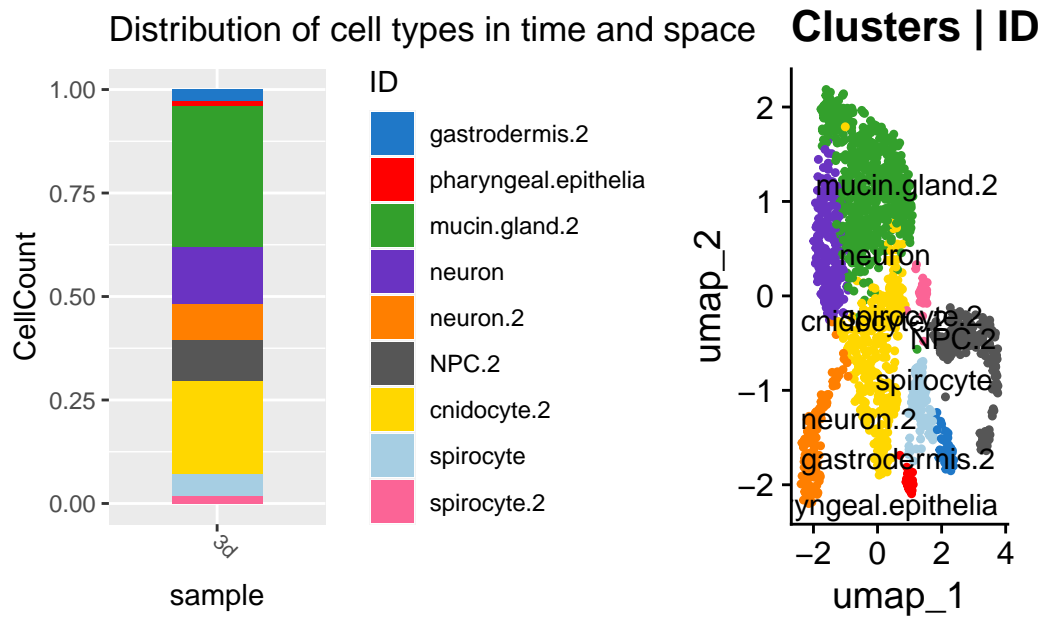 Distribution of cell types in time and space
Clusters | ID
CellCount
1.00
0.75
0.50
0.25
0.00
3d
sample
ID
gastrodermis.2
pharyngeal.epithelia
mucin.gland.2
neuron
neuron.2
NPC.2
cnidocyte.2
spirocyte
spirocyte.2
umap_2
2
1
0
−1
−2
mucin.gland.2
neuron
spirocyte.2
cnidocyte.2
NPC.2
spirocyte
neuron.2
gastrodermis.2
yngeal.epithelia
−2
0
2
4
umap_1